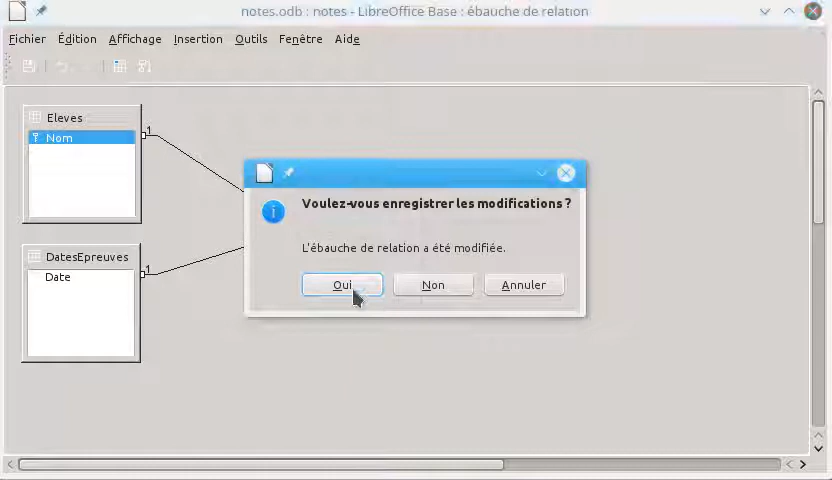 notes.odb : notes - LibreOffice Base : ébauche de relation
Fichier Édition Affichage Insertion Outils Fenêtre Aide
Eleves
1
Nom
Voulez-vous enregistrer les modifications ?
L'ébauche de relation a été modifiée.
DatesEpreuves
1
Date
Oui Non Annuler